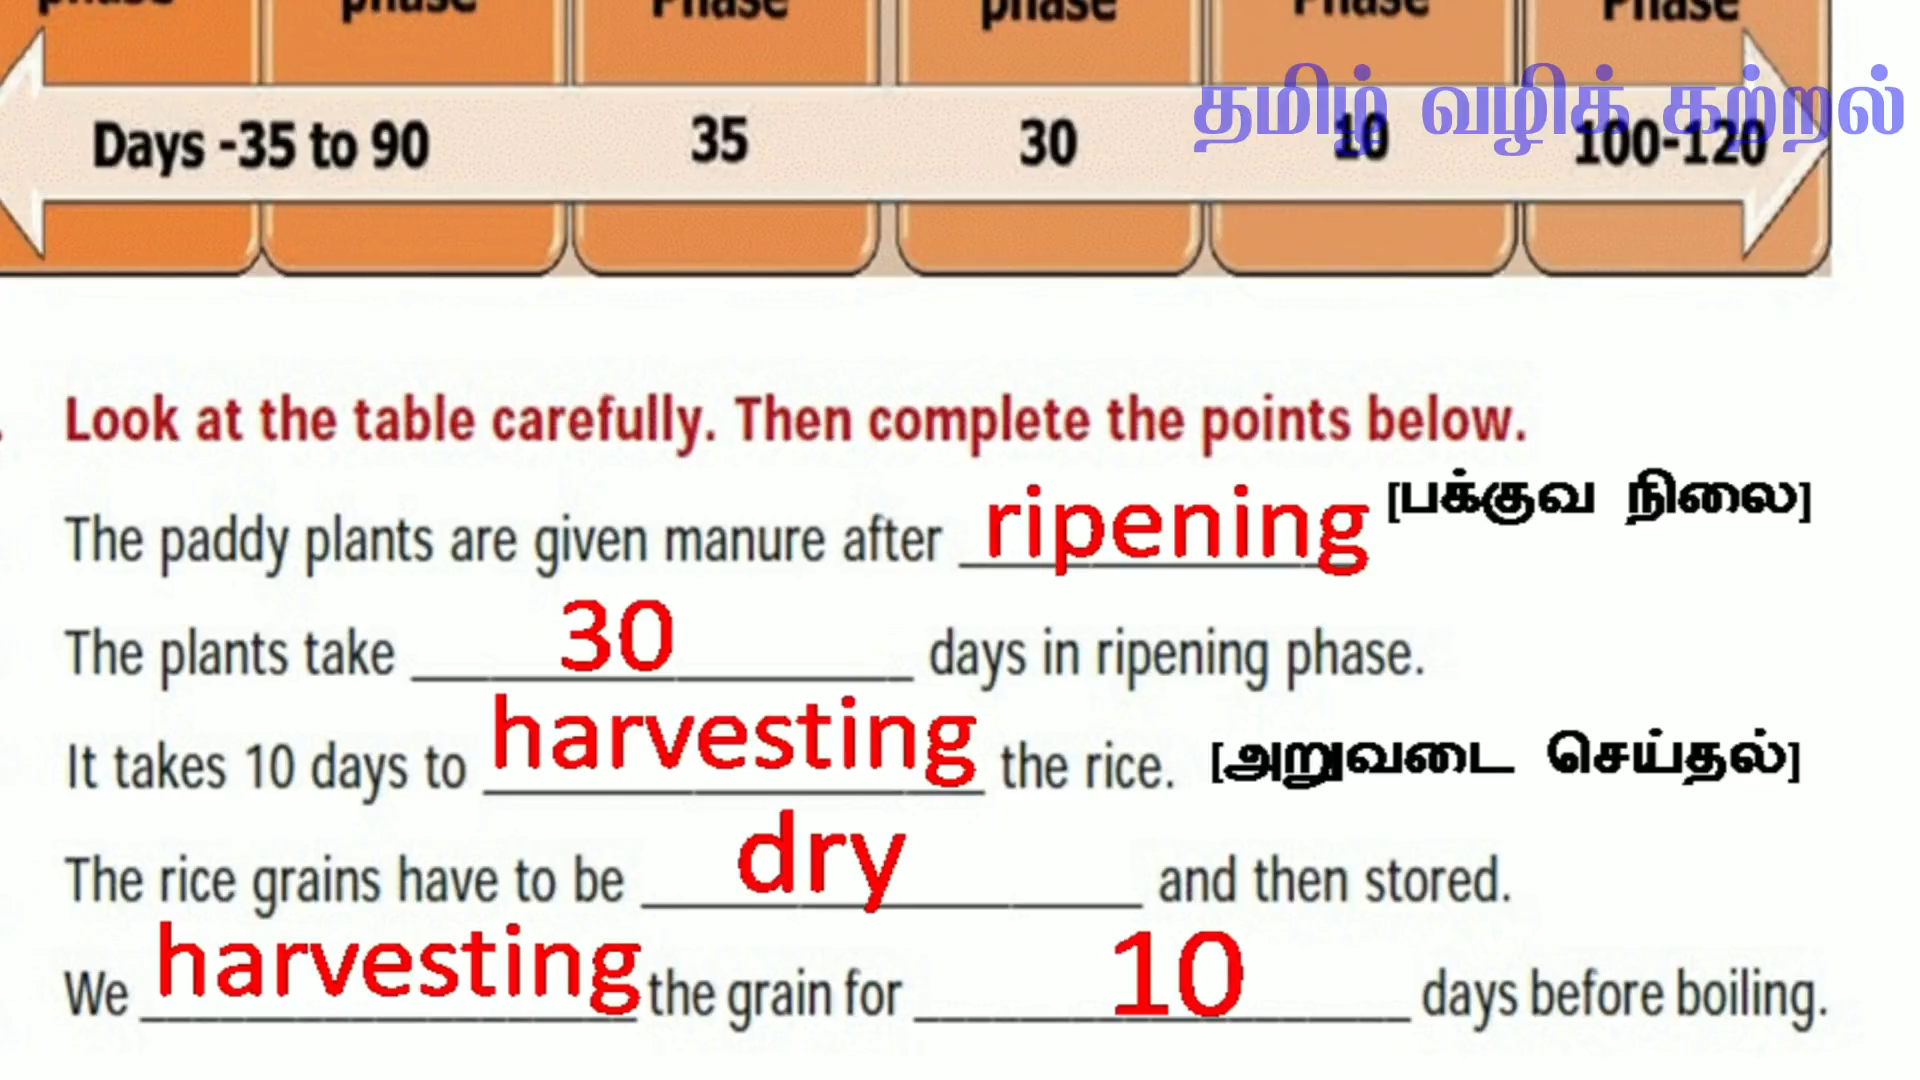 phase phase Phase phase Phase Phase
தமிழ் வழிக் கற்றல்
Days -35 to 90 35 30 10 100-120
Look at the table carefully. Then complete the points below.
The paddy plants are given manure after ripening [பக்குவ நிலை]
The plants take 30 days in ripening phase.
It takes 10 days to harvesting the rice. [அறுவடை செய்தல்]
The rice grains have to be dry and then stored.
We harvesting the grain for 10 days before boiling.